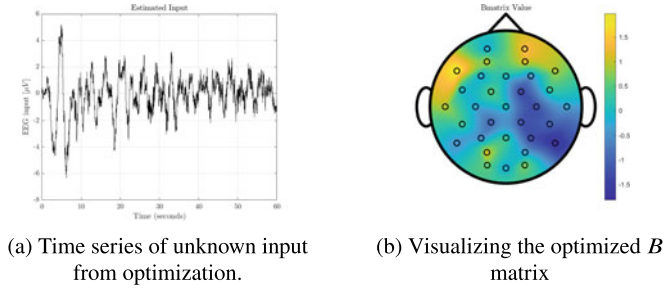 Estimated Input
6
4
2
0
-2
-4
-6
-8
EEG input [μV]
0 10 20 30 40 50 60
Time (seconds)
Bmatrix Value
1.5
1
0.5
0
-0.5
-1
-1.5
(a) Time series of unknown input
from optimization.
(b) Visualizing the optimized B
matrix